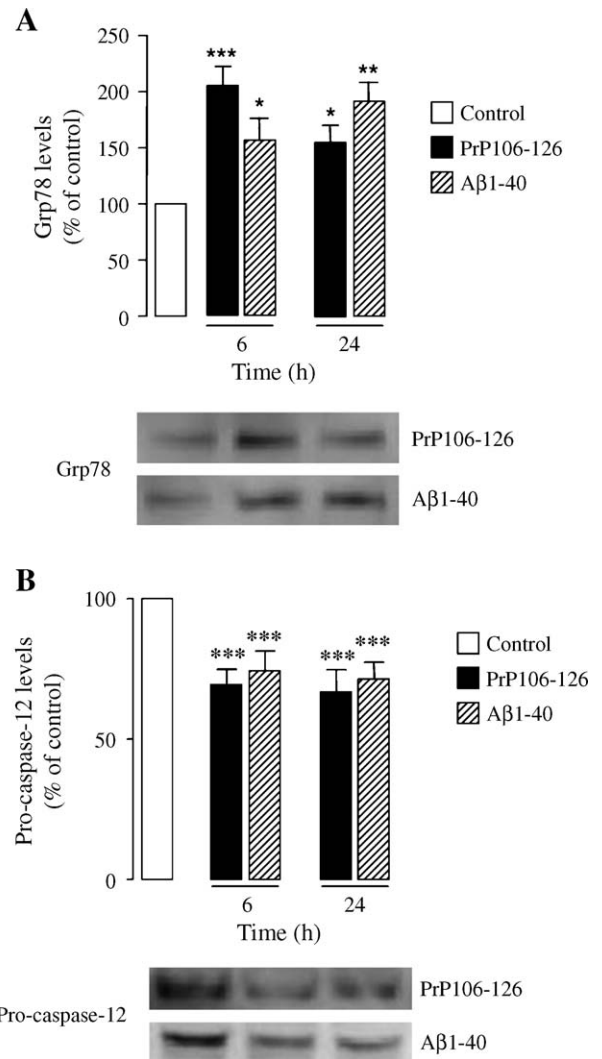 A
Grp78 levels
(% of control)
250
200
150
100
50
0
***
*
*
**
Control
PrP106-126
Aβ1-40
6
24
Time (h)
Grp78
PrP106-126
Aβ1-40
B
Pro-caspase-12 levels
(% of control)
100
50
0
***
***
***
***
Control
PrP106-126
Aβ1-40
6
24
Time (h)
Pro-caspase-12
PrP106-126
Aβ1-40